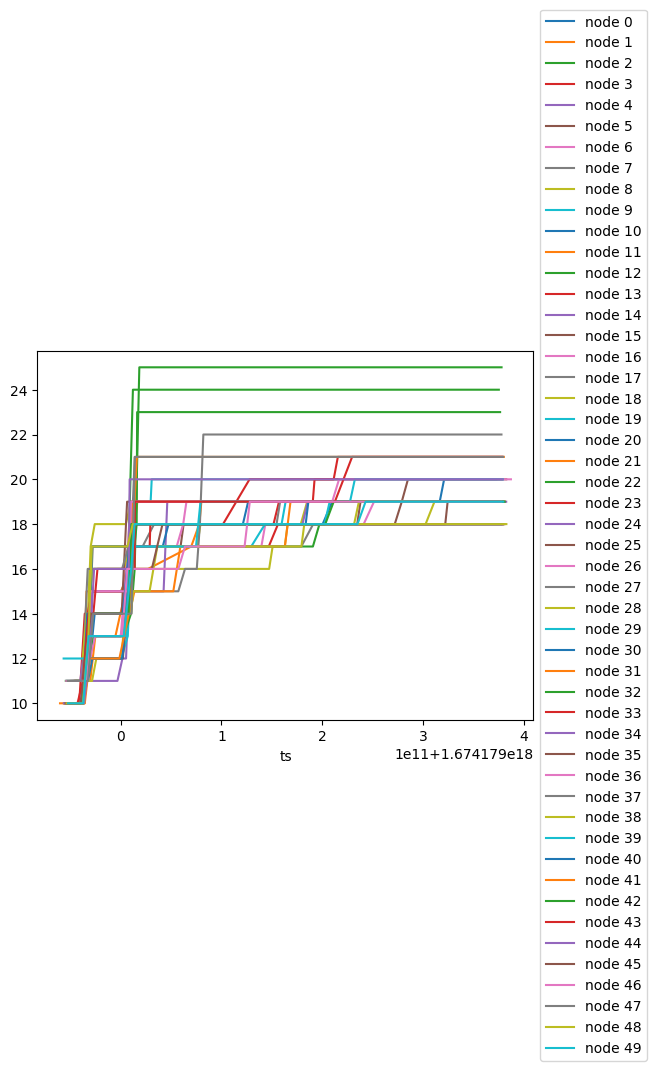 node 0
node 1
node 2
node 3
node 4
node 5
node 6
node 7
node 8
node 9
node 10
node 11
node 12
node 13
node 14
node 15
node 16
node 17
node 18
node 19
node 20
node 21
node 22
node 23
node 24
node 25
node 26
node 27
node 28
node 29
node 30
node 31
node 32
node 33
node 34
node 35
node 36
node 37
node 38
node 39
node 40
node 41
node 42
node 43
node 44
node 45
node 46
node 47
node 48
node 49
24
22
20
18
16
14
12
10
0 1 2 3 4
1e11+1.674179e18
ts